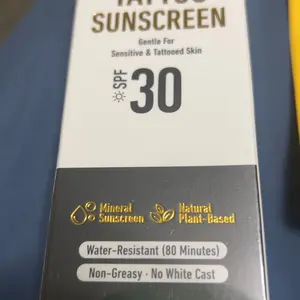 TATTOO
SUNSCREEN
Gentle For
Sensitive & Tattooed Skin
SPF
30
Mineral
Sunscreen
Natural
Plant-Based
Water-Resistant (80 Minutes)
Non-Greasy · No White Cast